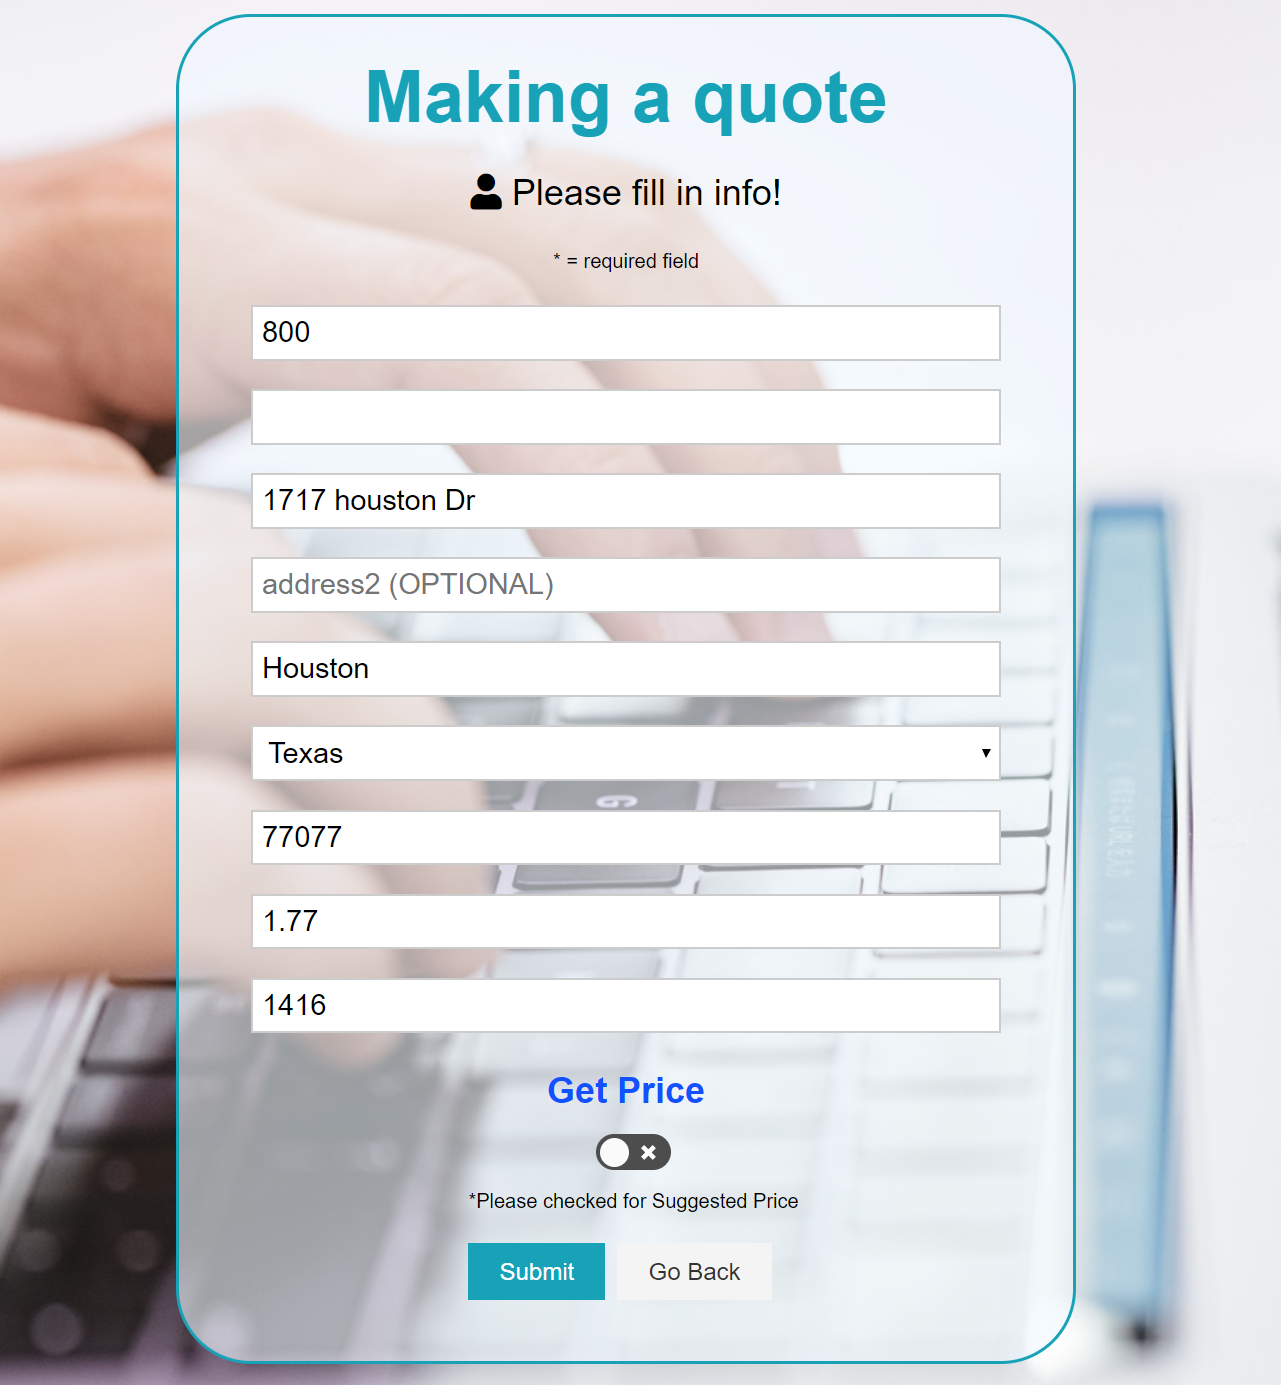 Making a quote
Please fill in info!
* = required field
800
1717 houston Dr
address2 (OPTIONAL)
Houston
Texas
77077
1.77
1416
Get Price
*Please checked for Suggested Price
Submit
Go Back